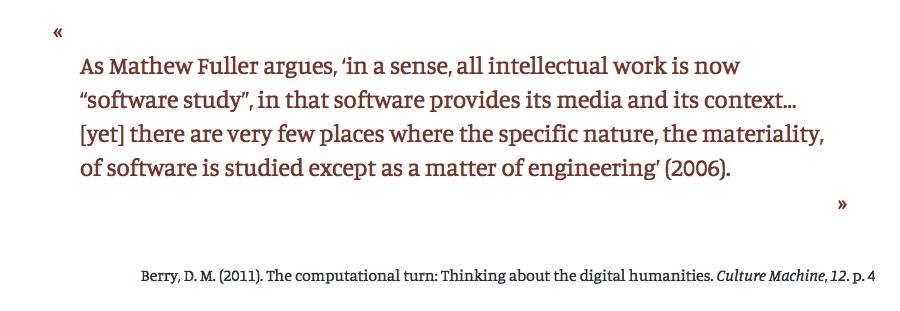 «
As Mathew Fuller argues, ‘in a sense, all intellectual work is now
“software study”, in that software provides its media and its context...
[yet] there are very few places where the specific nature, the materiality,
of software is studied except as a matter of engineering’ (2006).
»
Berry, D. M. (2011). The computational turn: Thinking about the digital humanities. Culture Machine, 12. p. 4